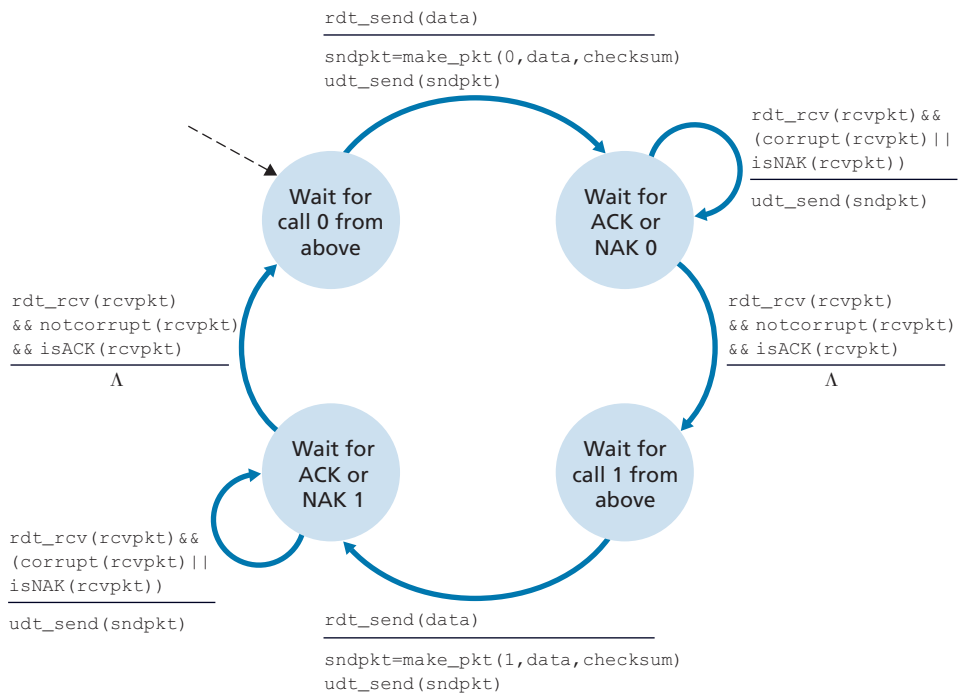 rdt_send(data)
sndpkt=make_pkt(0,data,checksum)
udt_send(sndpkt)
rdt_rcv(rcvpkt)&&
(corrupt(rcvpkt)||
isNAK(rcvpkt))
udt_send(sndpkt)
Wait for
call 0 from
above
Wait for
ACK or
NAK 0
rdt_rcv(rcvpkt)
&& notcorrupt(rcvpkt)
&& isACK(rcvpkt)
Λ
rdt_rcv(rcvpkt)
&& notcorrupt(rcvpkt)
&& isACK(rcvpkt)
Λ
Wait for
ACK or
NAK 1
Wait for
call 1 from
above
rdt_rcv(rcvpkt)&&
(corrupt(rcvpkt)||
isNAK(rcvpkt))
udt_send(sndpkt)
rdt_send(data)
sndpkt=make_pkt(1,data,checksum)
udt_send(sndpkt)